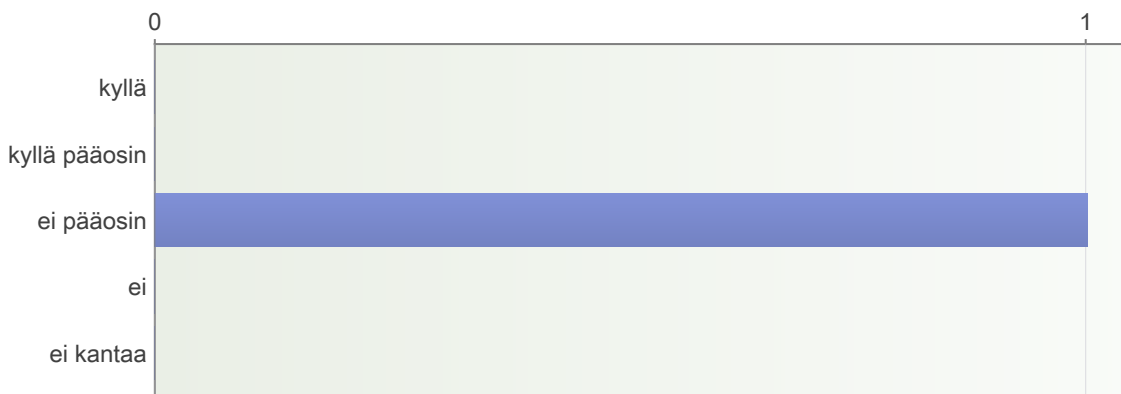 0 1
kyllä
kyllä pääosin
ei pääosin
ei
ei kantaa